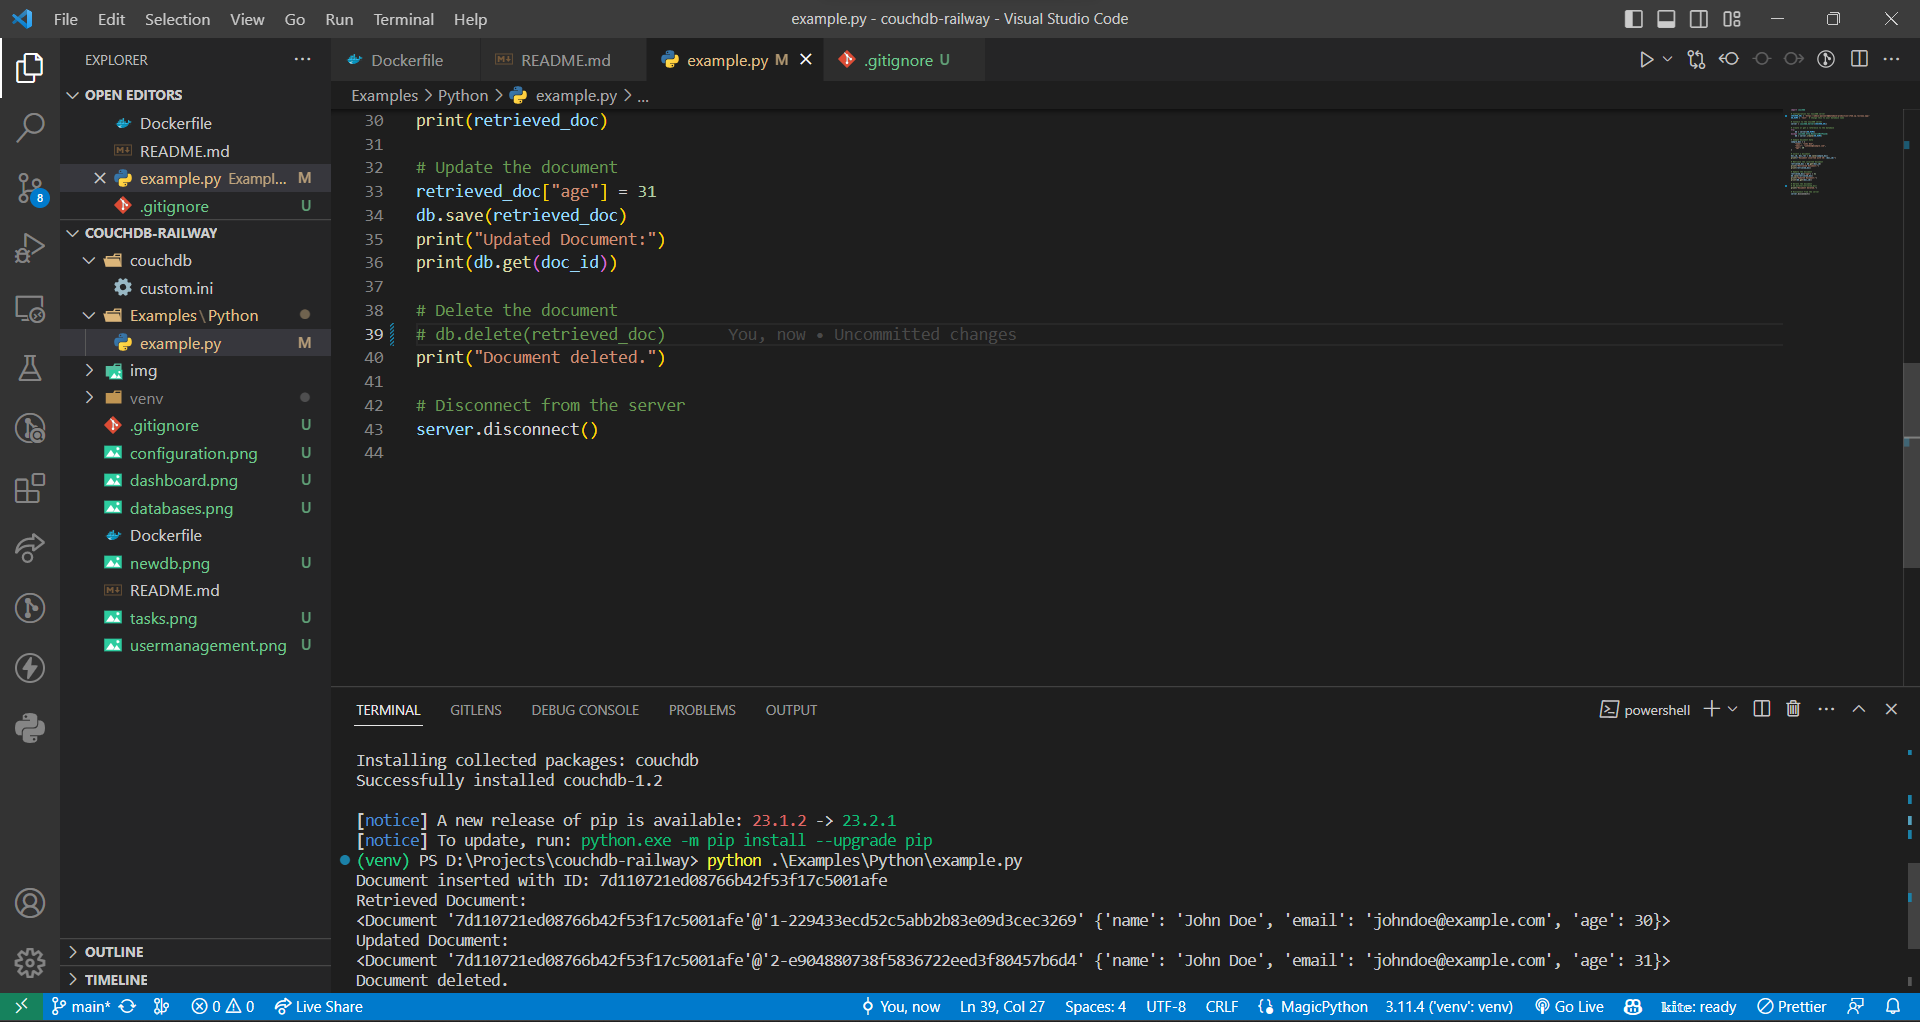 File Edit Selection View Go Run Terminal Help
example.py - couchdb-railway - Visual Studio Code
EXPLORER
OPEN EDITORS
Dockerfile
README.md
example.py Exampl... M
.gitignore U
COUCHDB-RAILWAY
couchdb
custom.ini
Examples\Python
example.py M
img
venv
.gitignore U
configuration.png U
dashboard.png U
databases.png U
Dockerfile
newdb.png U
README.md
tasks.png U
usermanagement.png U
OUTLINE
TIMELINE
8
Dockerfile README.md example.py M .gitignore U
Examples > Python > example.py > ...
30 print(retrieved_doc)
31
32 # Update the document
33 retrieved_doc["age"] = 31
34 db.save(retrieved_doc)
35 print("Updated Document:")
36 print(db.get(doc_id))
37
38 # Delete the document
39 # db.delete(retrieved_doc) You, now • Uncommitted changes
40 print("Document deleted.")
41
42 # Disconnect from the server
43 server.disconnect()
44
TERMINAL GITLENS DEBUG CONSOLE PROBLEMS OUTPUT
powershell
Installing collected packages: couchdb
Successfully installed couchdb-1.2
[notice] A new release of pip is available: 23.1.2 -> 23.2.1
[notice] To update, run: python.exe -m pip install --upgrade pip
(venv) PS D:\Projects\couchdb-railway> python .\Examples\Python\example.py
Document inserted with ID: 7d110721ed08766b42f53f17c5001afe
Retrieved Document:
<Document '7d110721ed08766b42f53f17c5001afe'@'1-229433ecd52c5abb2b83e09d3cec3269' {'name': 'John Doe', 'email': 'johndoe@example.com', 'age': 30}>
Updated Document:
<Document '7d110721ed08766b42f53f17c5001afe'@'2-e904880738f5836722eed3f80457b6d4' {'name': 'John Doe', 'email': 'johndoe@example.com', 'age': 31}>
Document deleted.
main* 0 0 Live Share You, now Ln 39, Col 27 Spaces: 4 UTF-8 CRLF MagicPython 3.11.4 ('venv': venv) Go Live kite: ready Prettier